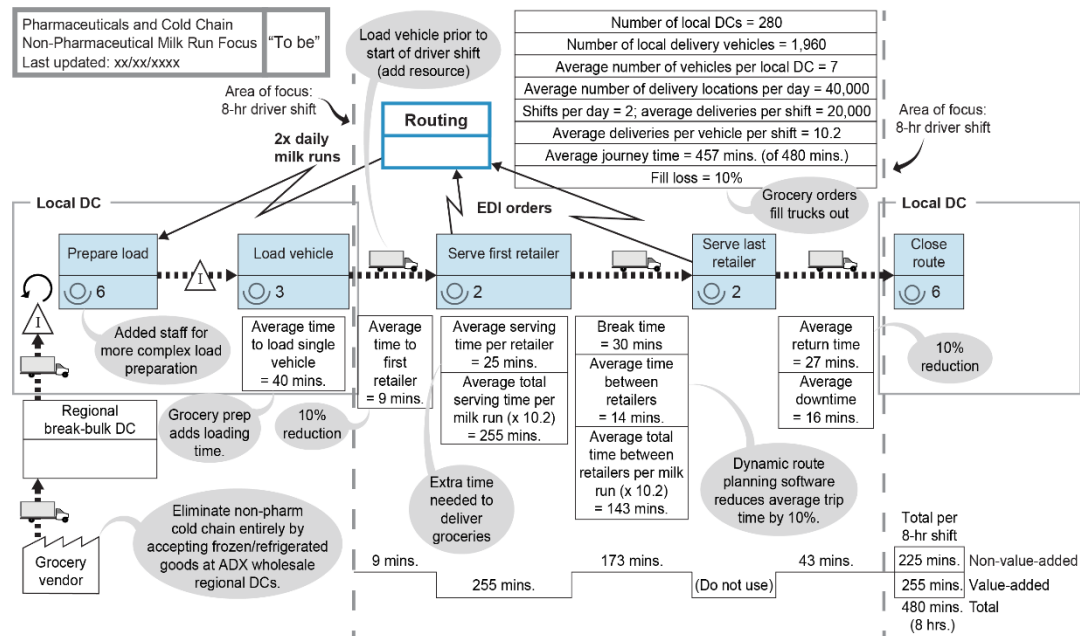 Pharmaceuticals and Cold Chain
Non-Pharmaceutical Milk Run Focus
Last updated: xx/xx/xxxx
“To be”
Load vehicle prior to
start of driver shift
(add resource)
Number of local DCs = 280
Number of local delivery vehicles = 1,960
Average number of vehicles per local DC = 7
Average number of delivery locations per day = 40,000
Shifts per day = 2; average deliveries per shift = 20,000
Average deliveries per vehicle per shift = 10.2
Average journey time = 457 mins. (of 480 mins.)
Fill loss = 10%
Area of focus:
8-hr driver shift
Area of focus:
8-hr driver shift
Routing
2x daily
milk runs
EDI orders
Grocery orders
fill trucks out
Local DC
Local DC
Prepare load
6
I
Load vehicle
3
Serve first retailer
2
Serve last
retailer
2
Close
route
6
I
Added staff for
more complex load
preparation
Average time
to load single
vehicle
= 40 mins.
Average
time to
first
retailer
= 9 mins.
Average serving
time per retailer
= 25 mins.
Average total
serving time per
milk run (x 10.2)
= 255 mins.
Break time
= 30 mins.
Average time
between
retailers
= 14 mins.
Average total
time between
retailers per milk
run (x 10.2)
= 143 mins.
Average
return time
= 27 mins.
Average
downtime
= 16 mins.
10%
reduction
Regional
break-bulk DC
Grocery prep
adds loading
time.
10%
reduction
Extra time
needed to
deliver
groceries
Dynamic route
planning software
reduces average trip
time by 10%.
Grocery
vendor
Eliminate non-pharm
cold chain entirely by
accepting frozen/refrigerated
goods at ADX wholesale
regional DCs.
9 mins.
255 mins.
173 mins.
(Do not use)
43 mins.
Total per
8-hr shift
225 mins. Non-value-added
255 mins. Value-added
480 mins. Total
(8 hrs.)